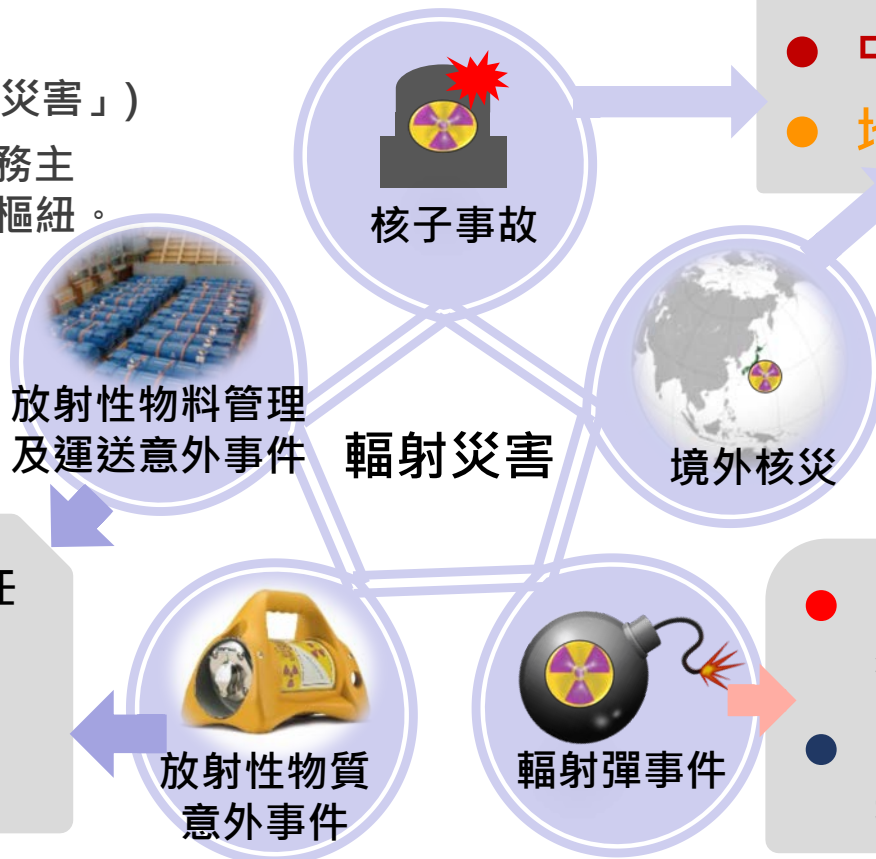 災害」)
務主
樞紐。
核子事故
放射性物料管理
及運送意外事件
輻射災害
境外核災
任
放射性物質
意外事件
輻射彈事件